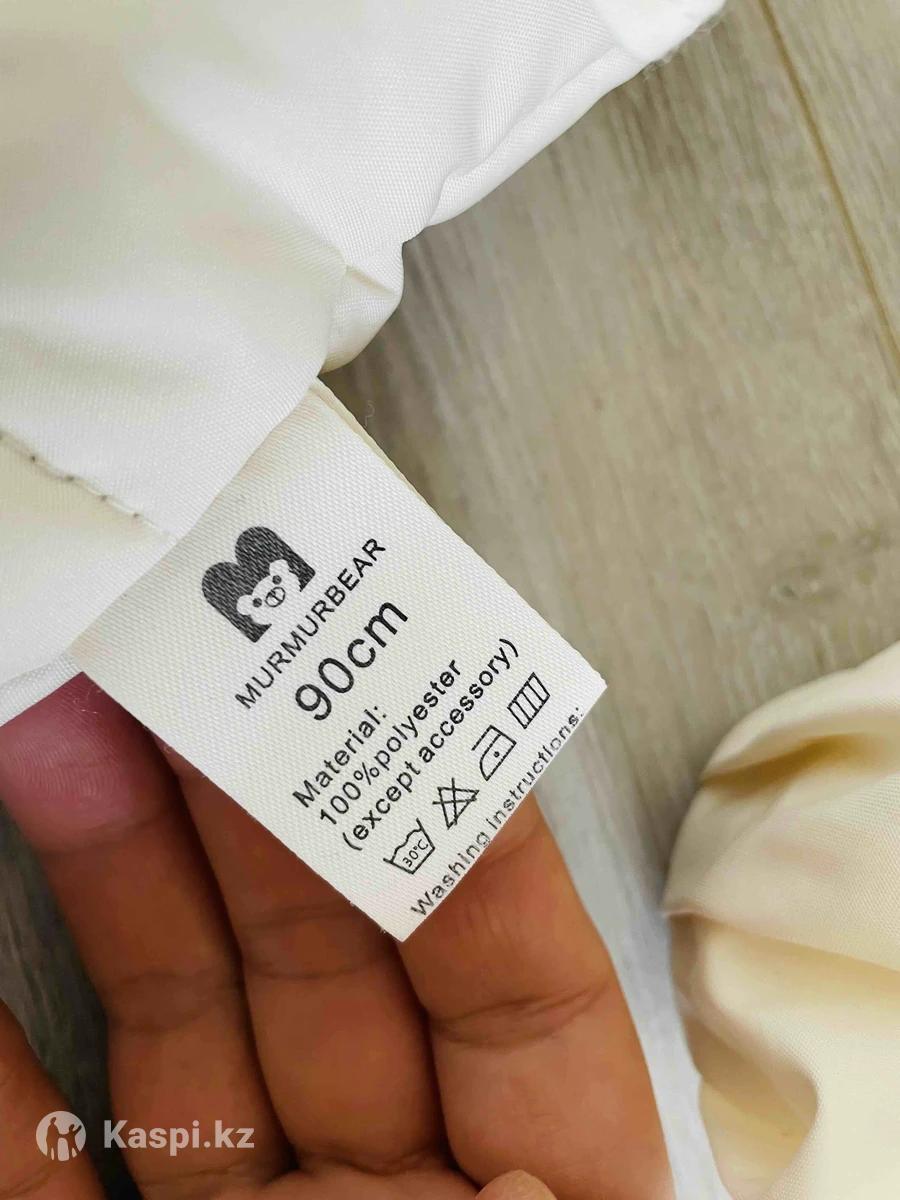 MURMURBEAR
90cm
Material:
100%polyester
(except accessory)
30°C
Washing instructions:
Kaspi.kz